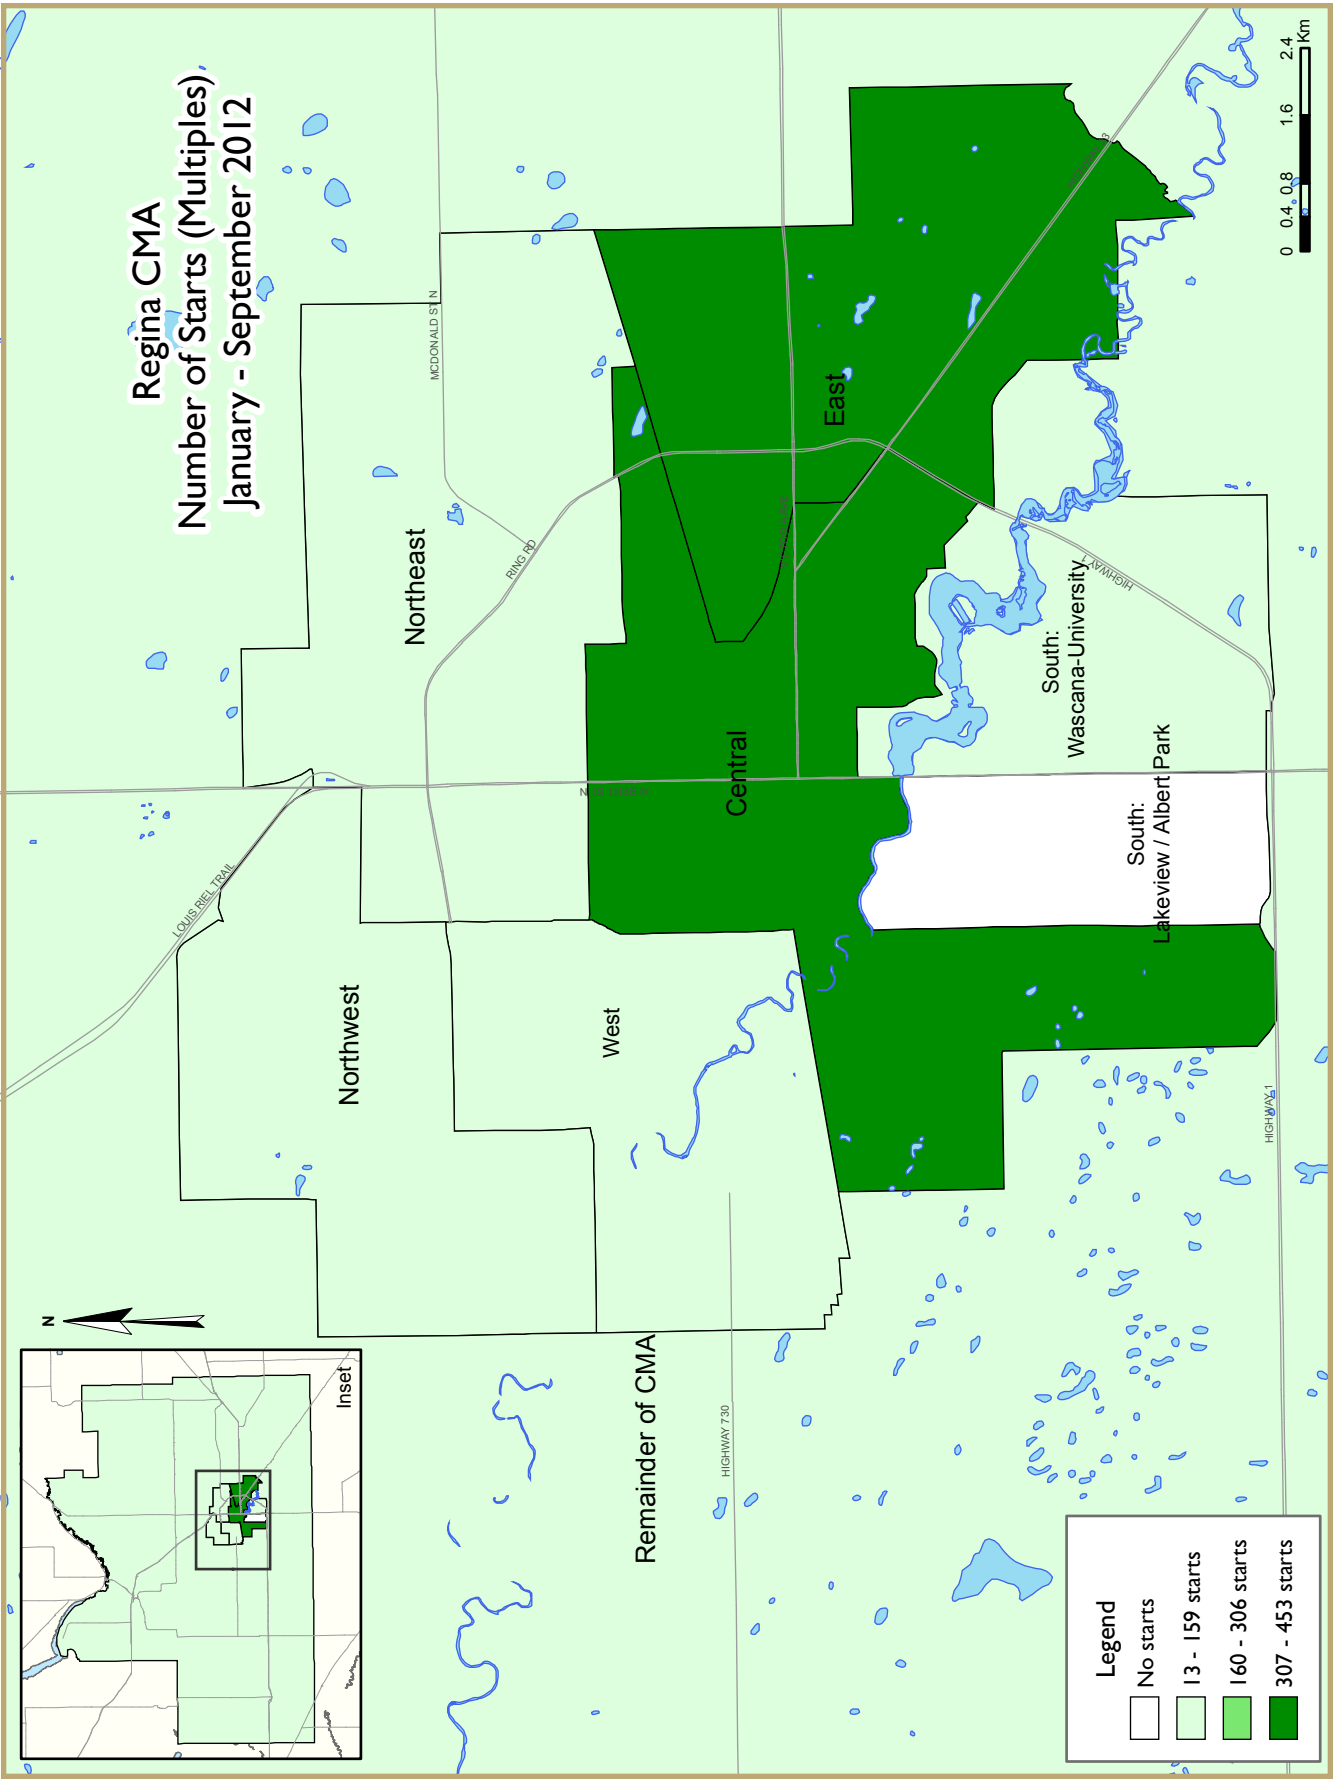 Regina CMA
Number of Starts (Multiples)
January - September 2012
N
Inset
LOUIS RIEL TRAIL
MCDONALD ST N
RING RD
Northeast
Northwest
West
Central
East
South:
Wascana-University
South:
Lakeview / Albert Park
Remainder of CMA
HIGHWAY 730
HIGHWAY 1
HIGHWAY 1
Legend
No starts
13 - 159 starts
160 - 306 starts
307 - 453 starts
0 0.4 0.8 1.6 2.4
Km